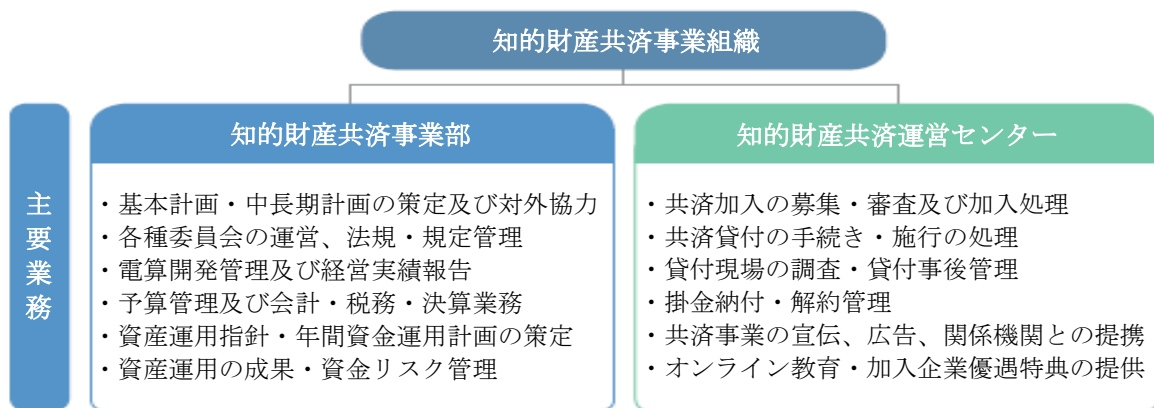 知的財産共済事業組織
主要業務
知的財産共済事業部
・基本計画・中長期計画の策定及び対外協力
・各種委員会の運営、法規・規定管理
・電算開発管理及び経営実績報告
・予算管理及び会計・税務・決算業務
・資産運用指針・年間資金運用計画の策定
・資産運用の成果・資金リスク管理
知的財産共済運営センター
・共済加入の募集・審査及び加入処理
・共済貸付の手続き・施行の処理
・貸付現場の調査・貸付事後管理
・掛金納付・解約管理
・共済事業の宣伝、広告、関係機関との提携
・オンライン教育・加入企業優遇特典の提供